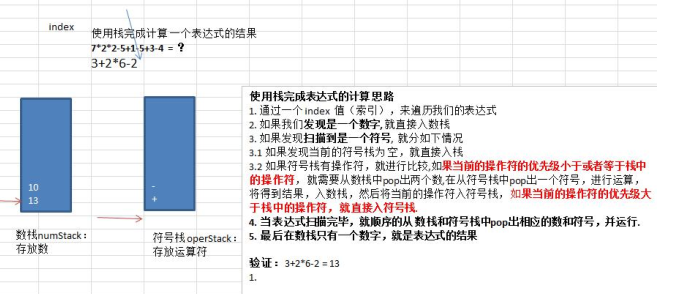 index
使用栈完成计算一个表达式的结果
7*2*2-5+1-5+3-4 = ?
3+2*6-2
10
13
-
+
数栈numStack:
存放数
符号栈operStack:
存放运算符
使用栈完成表达式的计算思路
1. 通过一个 index 值（索引），来遍历我们的表达式
2. 如果我们发现是一个数字, 就直接入数栈
3. 如果发现扫描到是一个符号, 就分如下情况
3.1 如果发现当前的符号栈为 空，就直接入栈
3.2 如果符号栈有操作符，就进行比较,如果当前的操作符的优先级小于或者等于栈中
的操作符，就需要从数栈中pop出两个数,在从符号栈中pop出一个符号，进行运算，
将得到结果，入数栈，然后将当前的操作符入符号栈，如果当前的操作符的优先级大
于栈中的操作符，就直接入符号栈.
4. 当表达式扫描完毕，就顺序的从 数栈和符号栈中pop出相应的数和符号，并运行.
5. 最后在数栈只有一个数字，就是表达式的结果
验证：3+2*6-2 = 13
1.